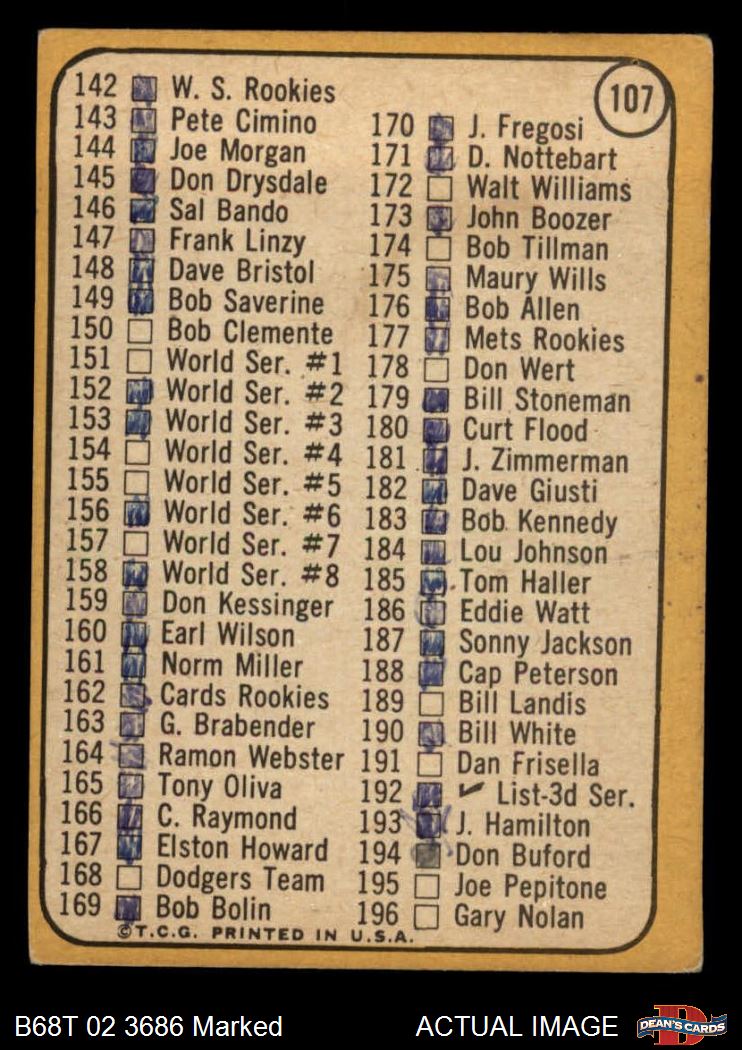 107
142 W. S. Rookies
143 Pete Cimino
144 Joe Morgan
145 Don Drysdale
146 Sal Bando
147 Frank Linzy
148 Dave Bristol
149 Bob Saverine
150 Bob Clemente
151 World Ser. #1
152 World Ser. #2
153 World Ser. #3
154 World Ser. #4
155 World Ser. #5
156 World Ser. #6
157 World Ser. #7
158 World Ser. #8
159 Don Kessinger
160 Earl Wilson
161 Norm Miller
162 Cards Rookies
163 G. Brabender
164 Ramon Webster
165 Tony Oliva
166 C. Raymond
167 Elston Howard
168 Dodgers Team
169 Bob Bolin
170 J. Fregosi
171 D. Nottebart
172 Walt Williams
173 John Boozer
174 Bob Tillman
175 Maury Wills
176 Bob Allen
177 Mets Rookies
178 Don Wert
179 Bill Stoneman
180 Curt Flood
181 J. Zimmerman
182 Dave Giusti
183 Bob Kennedy
184 Lou Johnson
185 Tom Haller
186 Eddie Watt
187 Sonny Jackson
188 Cap Peterson
189 Bill Landis
190 Bill White
191 Dan Frisella
192 ✓ List-3d Ser.
193 J. Hamilton
194 Don Buford
195 Joe Pepitone
196 Gary Nolan
©T.C.G. PRINTED IN U.S.A.
B68T 02 3686 Marked
ACTUAL IMAGE
DEAN'S CARDS